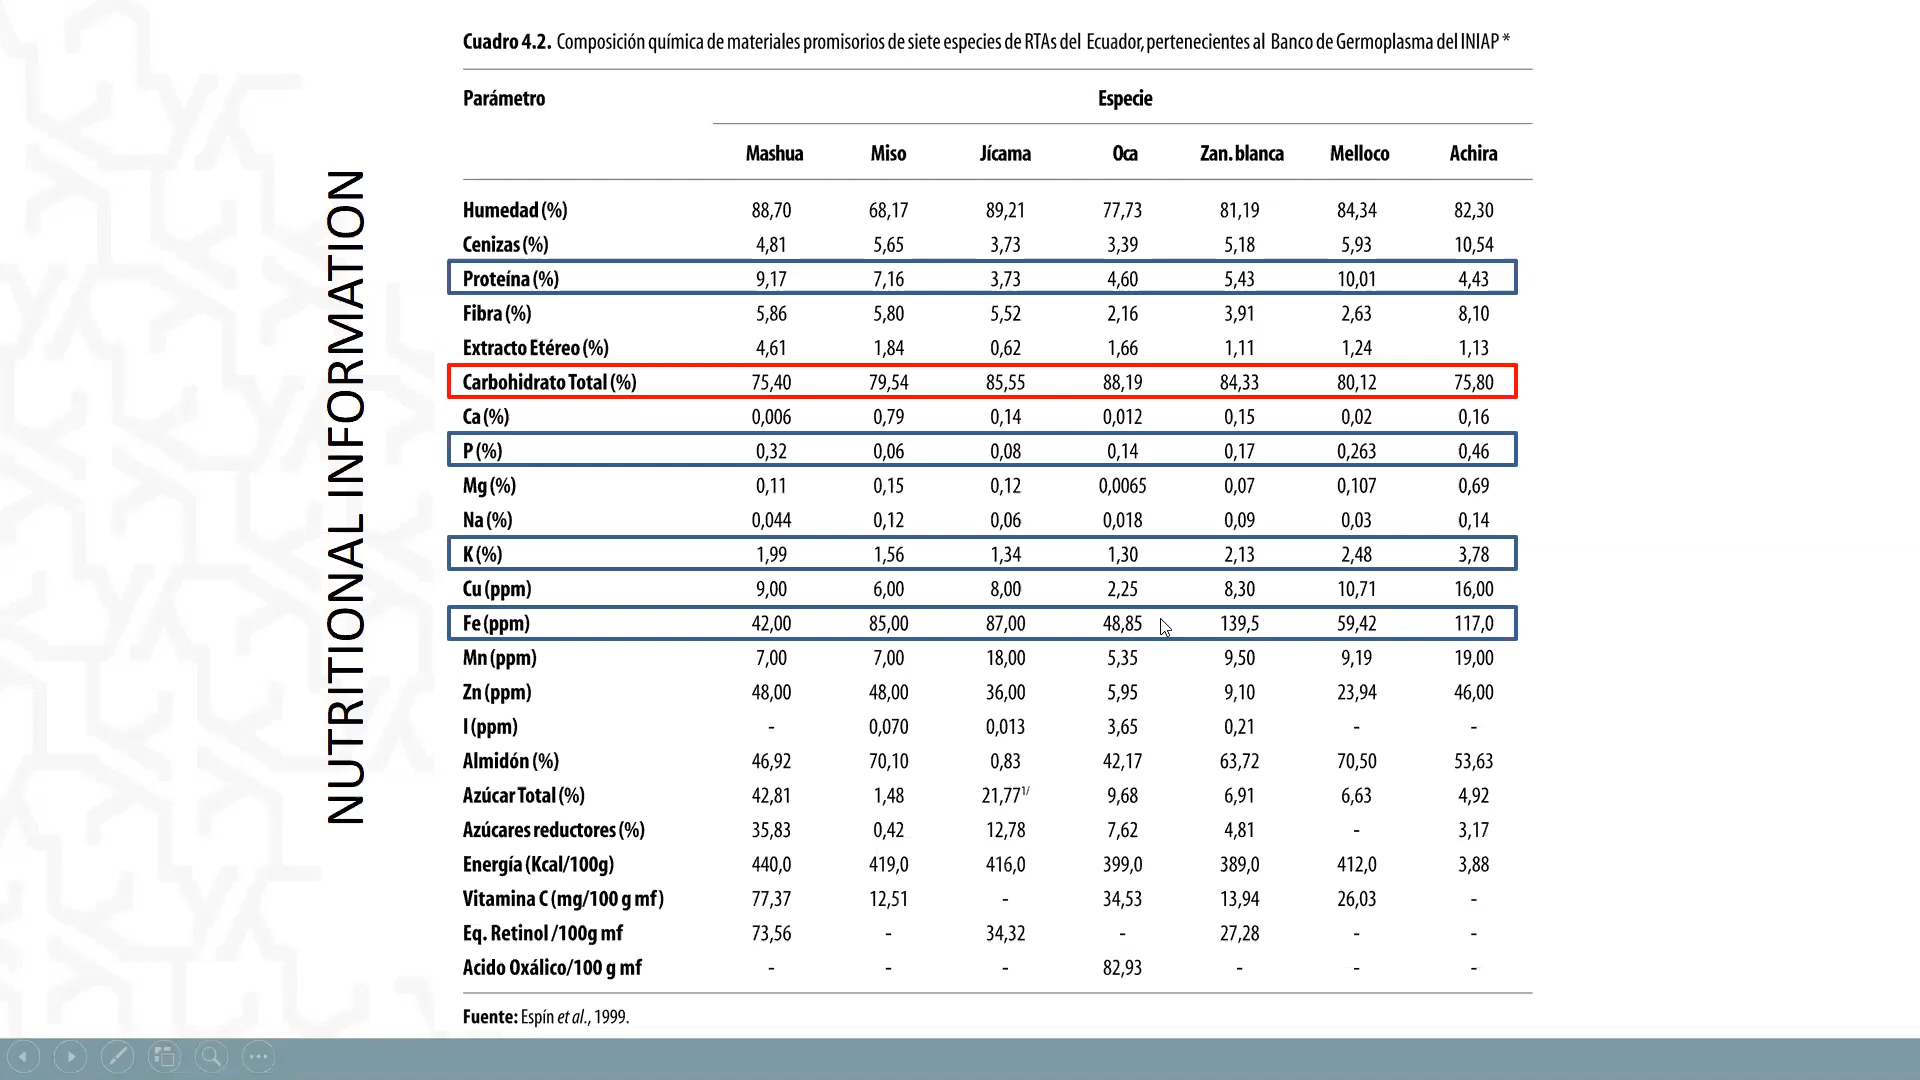 NUTRITIONAL INFORMATION
Cuadro 4.2. Composición química de materiales promisorios de siete especies de RTAs del Ecuador, pertenecientes al Banco de Germoplasma del INIAP *
Parámetro Especie
Mashua Miso Jícama Oca Zan. blanca Melloco Achira
Humedad (%) 88,70 68,17 89,21 77,73 81,19 84,34 82,30
Cenizas (%) 4,81 5,65 3,73 3,39 5,18 5,93 10,54
Proteína (%) 9,17 7,16 3,73 4,60 5,43 10,01 4,43
Fibra (%) 5,86 5,80 5,52 2,16 3,91 2,63 8,10
Extracto Etéreo (%) 4,61 1,84 0,62 1,66 1,11 1,24 1,13
Carbohidrato Total (%) 75,40 79,54 85,55 88,19 84,33 80,12 75,80
Ca (%) 0,006 0,79 0,14 0,012 0,15 0,02 0,16
P (%) 0,32 0,06 0,08 0,14 0,17 0,263 0,46
Mg (%) 0,11 0,15 0,12 0,0065 0,07 0,107 0,69
Na (%) 0,044 0,12 0,06 0,018 0,09 0,03 0,14
K (%) 1,99 1,56 1,34 1,30 2,13 2,48 3,78
Cu (ppm) 9,00 6,00 8,00 2,25 8,30 10,71 16,00
Fe (ppm) 42,00 85,00 87,00 48,85 139,5 59,42 117,0
Mn (ppm) 7,00 7,00 18,00 5,35 9,50 9,19 19,00
Zn (ppm) 48,00 48,00 36,00 5,95 9,10 23,94 46,00
I (ppm) - 0,070 0,013 3,65 0,21 - -
Almidón (%) 46,92 70,10 0,83 42,17 63,72 70,50 53,63
Azúcar Total (%) 42,81 1,48 21,77 1/ 9,68 6,91 6,63 4,92
Azúcares reductores (%) 35,83 0,42 12,78 7,62 4,81 - 3,17
Energía (Kcal/100g) 440,0 419,0 416,0 399,0 389,0 412,0 3,88
Vitamina C (mg/100 g mf) 77,37 12,51 - 34,53 13,94 26,03 -
Eq. Retinol /100g mf 73,56 - 34,32 - 27,28 - -
Acido Oxálico/100 g mf - - - 82,93 - - -
Fuente: Espín et al., 1999.